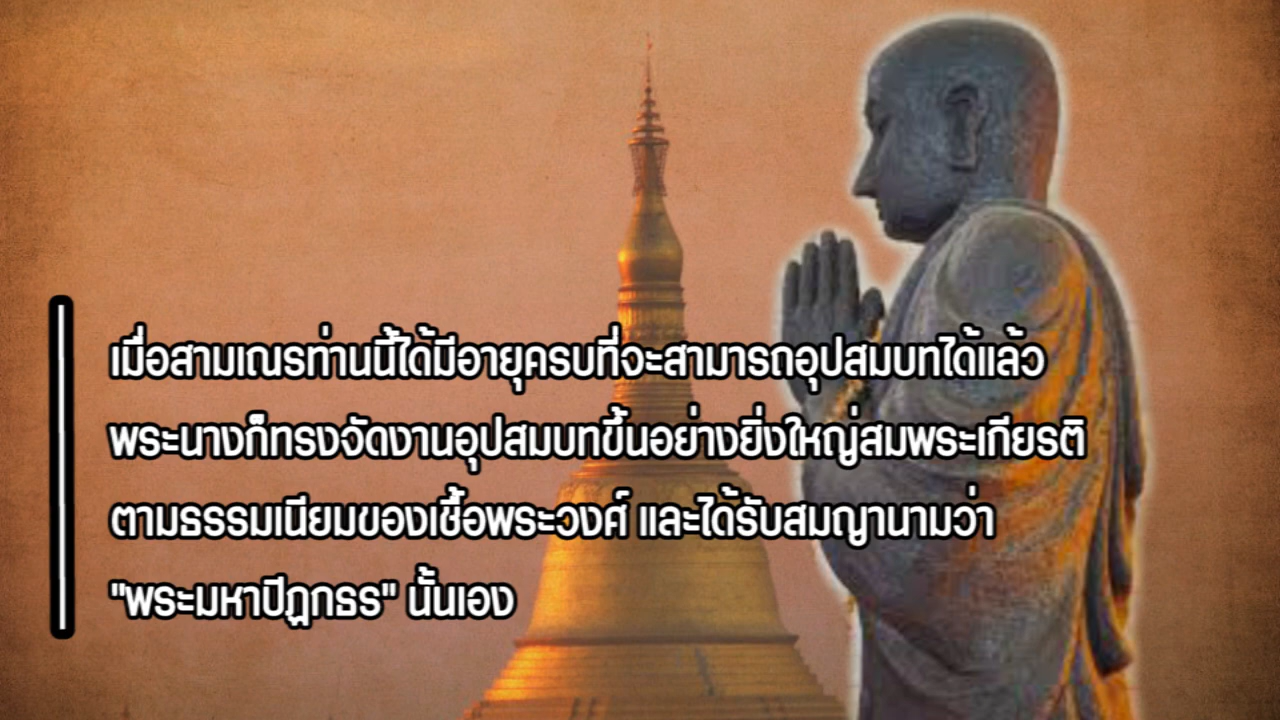 เมื่อสามเณรท่านนี้ได้มีอายุครบที่จะสามารถอุปสมบทได้แล้ว
พระนางก็ทรงจัดงานอุปสมบทขึ้นอย่างยิ่งใหญ่สมพระเกียรติ
ตามธรรมเนียมของเชื้อพระวงศ์ และได้รับสมญานามว่า
"พระมหาปิฎกธร" นั้นเอง